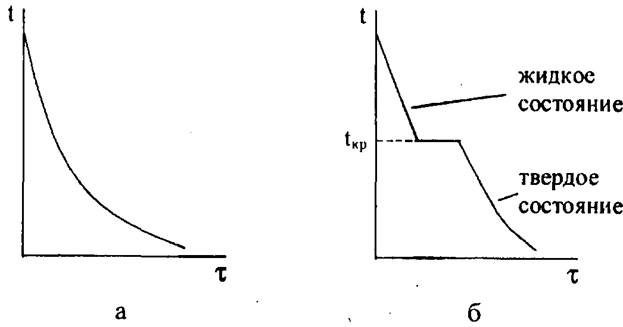 t
τ
а
t
жидкое
состояние
tкр
твердое
состояние
τ
б